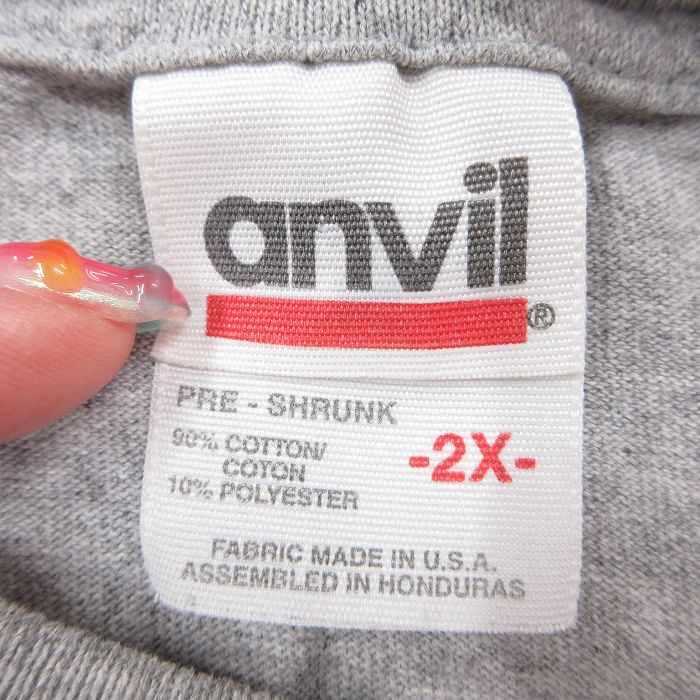 anvil
®
PRE - SHRUNK
90% COTTON/
COTON
10% POLYESTER
-2X-
FABRIC MADE IN U.S.A.
ASSEMBLED IN HONDURAS